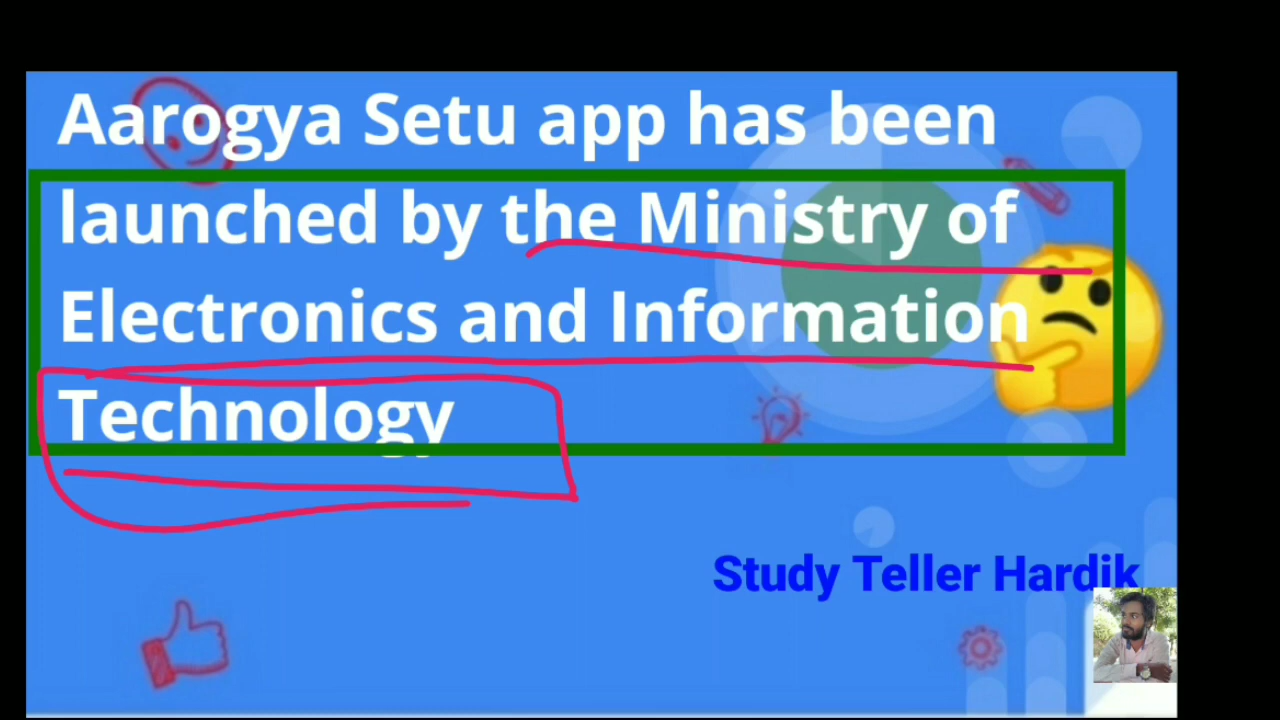 Aarogya Setu app has been
launched by the Ministry of
Electronics and Information
Technology
Study Teller Hardik